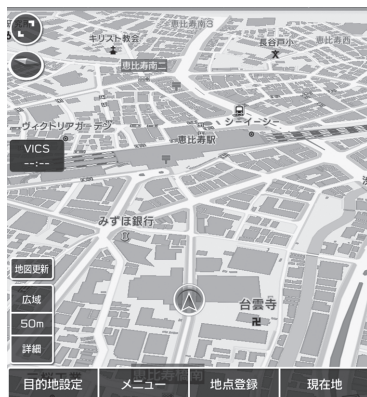 恵比寿南3
キリスト教会
長谷戸小
恵比寿西
恵比寿南二
シーイーシー
ヴィクトリアガーデン
恵比寿駅
VICS
--:--
みずほ銀行
地図更新
広域
50m
詳細
台雲寺
目的地設定
メニュー
地点登録
現在地